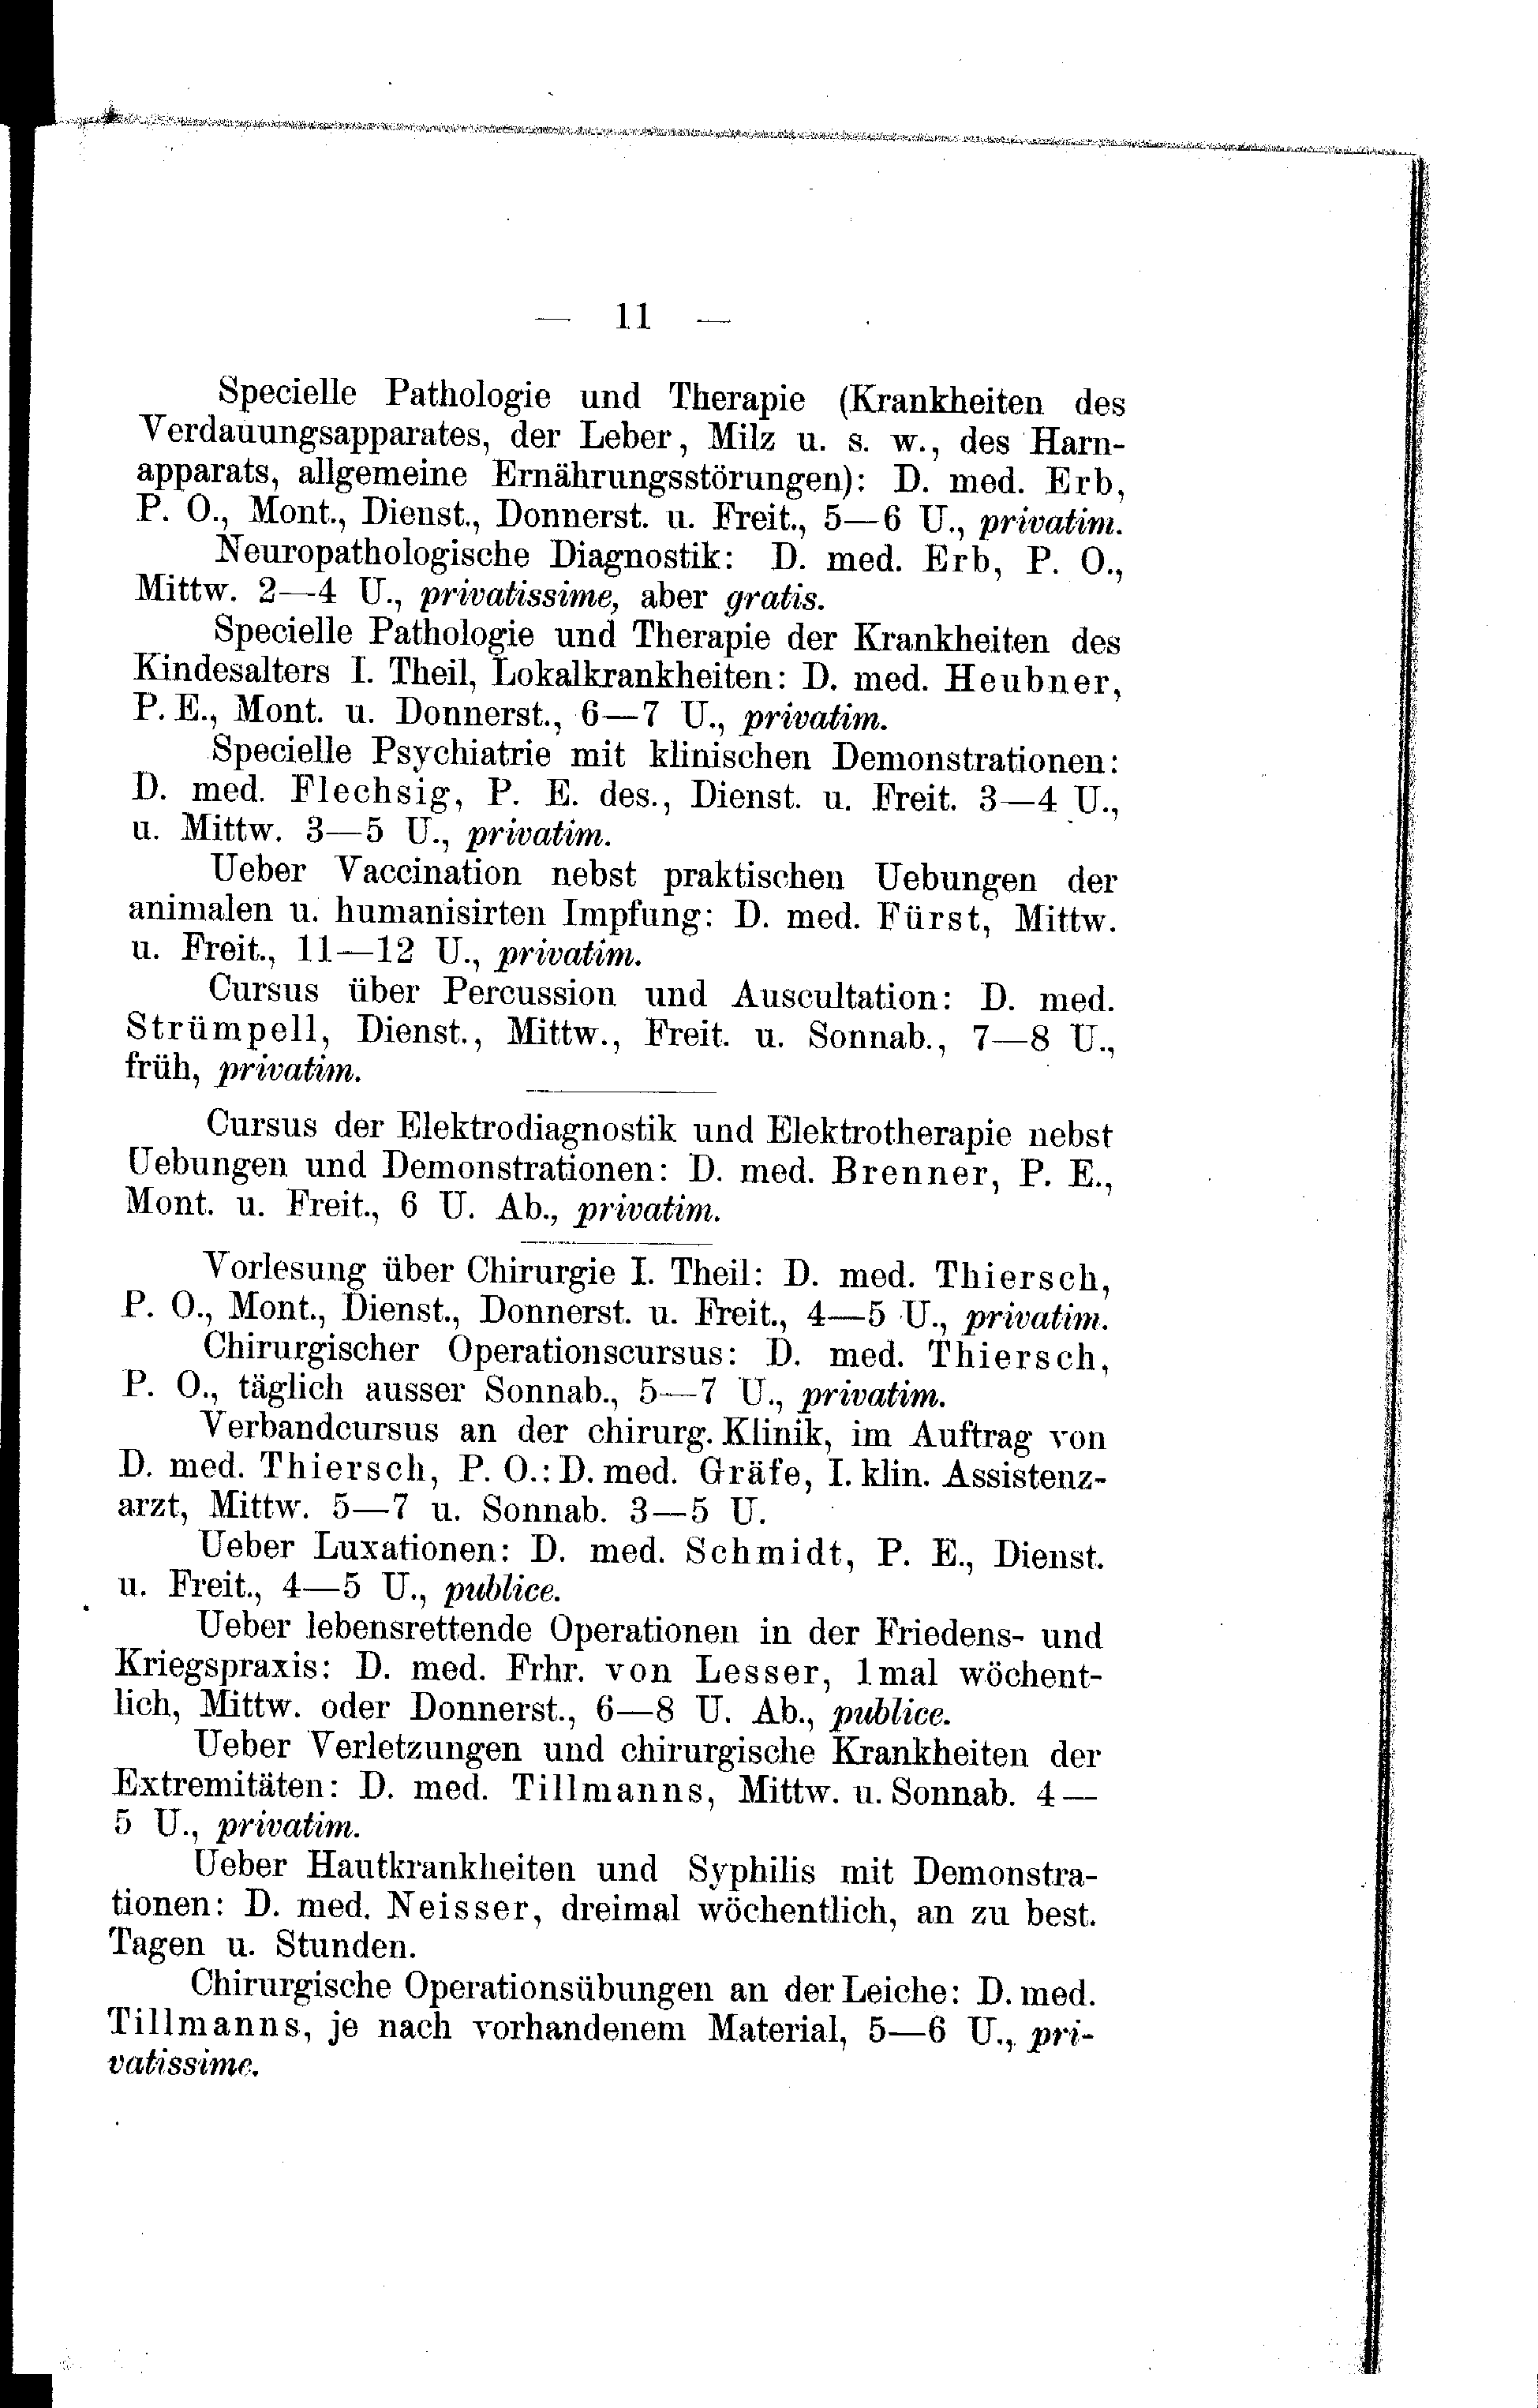 — 11 —
Specielle Pathologie und Therapie (Krankheiten des
Verdauungsapparates, der Leber, Milz u. s. w., des Harn-
apparats, allgemeine Ernährungsstörungen): D. med. Erb,
P. O., Mont., Dienst., Donnerst. u. Freit., 5—6 U., privatim.
Neuropathologische Diagnostik: D. med. Erb, P. O.,
Mittw. 2—4 U., privatissime, aber gratis.
Specielle Pathologie und Therapie der Krankheiten des
Kindesalters I. Theil, Lokalkrankheiten: D. med. Heubner,
P. E., Mont. u. Donnerst., 6—7 U., privatim.
Specielle Psychiatrie mit klinischen Demonstrationen:
D. med. Flechsig, P. E. des., Dienst. u. Freit. 3—4 U.,
u. Mittw. 3—5 U., privatim.
Ueber Vaccination nebst praktischen Uebungen der
animalen u. humanisirten Impfung: D. med. Fürst, Mittw.
u. Freit., 11—12 U., privatim.
Cursus über Percussion und Auscultation: D. med.
Strümpell, Dienst., Mittw., Freit. u. Sonnab., 7—8 U.,
früh, privatim.
Cursus der Elektrodiagnostik und Elektrotherapie nebst
Uebungen und Demonstrationen: D. med. Brenner, P. E.,
Mont. u. Freit., 6 U. Ab., privatim.
Vorlesung über Chirurgie I. Theil: D. med. Thiersch,
P. O., Mont., Dienst., Donnerst. u. Freit., 4—5 U., privatim.
Chirurgischer Operationscursus: D. med. Thiersch,
P. O., täglich ausser Sonnab., 5—7 U., privatim.
Verbandcursus an der chirurg. Klinik, im Auftrag von
D. med. Thiersch, P. O.: D. med. Gräfe, I. klin. Assistenz-
arzt, Mittw. 5—7 u. Sonnab. 3—5 U.
Ueber Luxationen: D. med. Schmidt, P. E., Dienst.
u. Freit., 4—5 U., publice.
Ueber lebensrettende Operationen in der Friedens- und
Kriegspraxis: D. med. Frhr. von Lesser, 1mal wöchent-
lich, Mittw. oder Donnerst., 6—8 U. Ab., publice.
Ueber Verletzungen und chirurgische Krankheiten der
Extremitäten: D. med. Tillmanns, Mittw. u. Sonnab. 4—
5 U., privatim.
Ueber Hautkrankheiten und Syphilis mit Demonstra-
tionen: D. med. Neisser, dreimal wöchentlich, an zu best.
Tagen u. Stunden.
Chirurgische Operationsübungen an der Leiche: D. med.
Tillmanns, je nach vorhandenem Material, 5—6 U., pri-
vatissime.